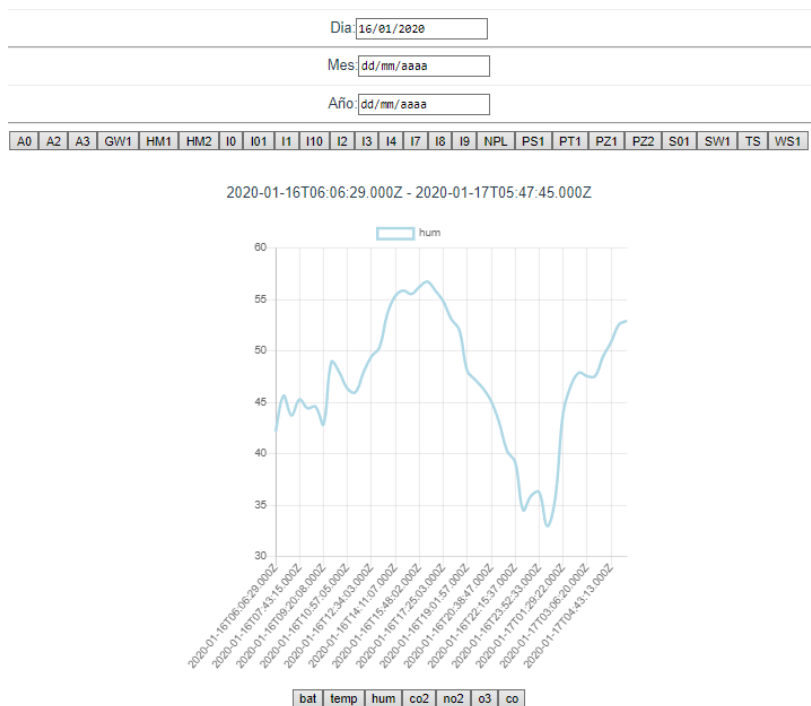 Día: 16/01/2020
Mes: dd/mm/aaaa
Año: dd/mm/aaaa
A0 A2 A3 GW1 HM1 HM2 I0 I01 I1 I10 I2 I3 I4 I7 I8 I9 NPL PS1 PT1 PZ1 PZ2 S01 SW1 TS WS1
2020-01-16T06:06:29.000Z - 2020-01-17T05:47:45.000Z
hum
60
55
50
45
40
35
30
2020-01-16T06:06:29.000Z
2020-01-16T07:43:15.000Z
2020-01-16T09:20:08.000Z
2020-01-16T10:57:05.000Z
2020-01-16T12:34:03.000Z
2020-01-16T14:11:07.000Z
2020-01-16T15:48:02.000Z
2020-01-16T17:25:03.000Z
2020-01-16T19:01:57.000Z
2020-01-16T20:38:47.000Z
2020-01-16T22:15:37.000Z
2020-01-16T23:52:33.000Z
2020-01-17T01:29:22.000Z
2020-01-17T03:06:20.000Z
2020-01-17T04:43:13.000Z
bat temp hum co2 no2 o3 co